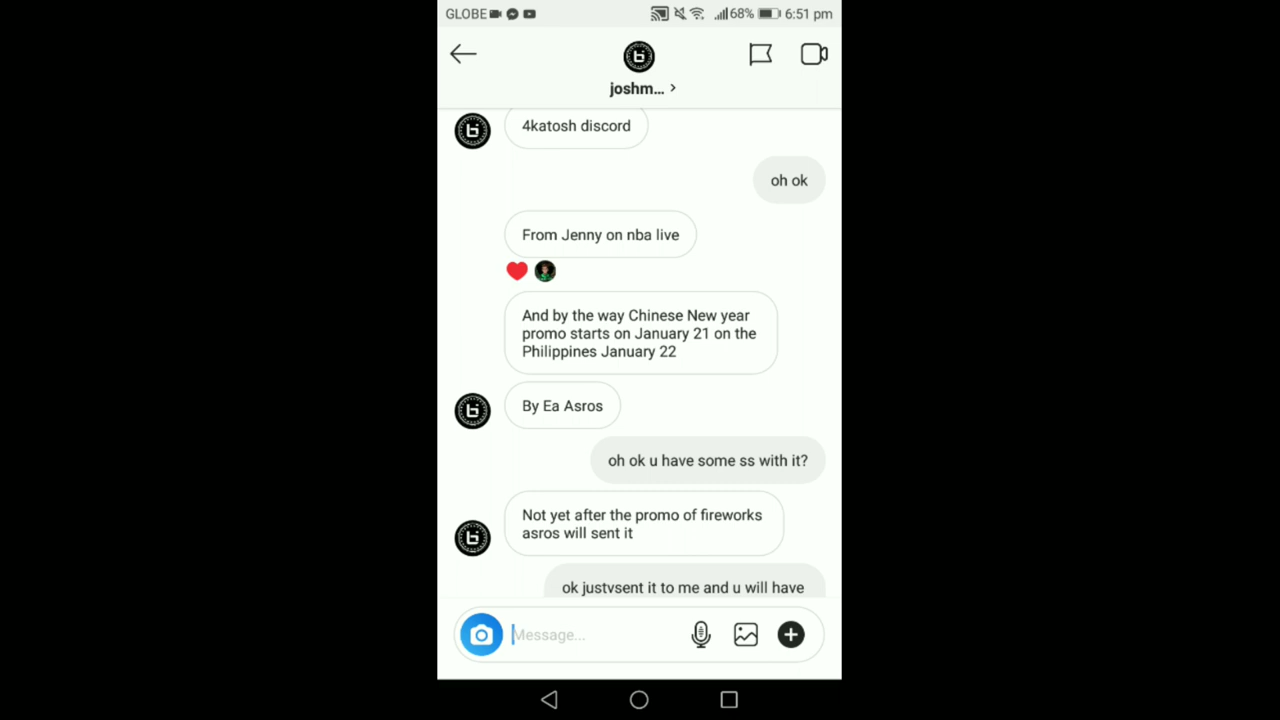 GLOBE 68% 6:51 pm
joshm...
4katosh discord
oh ok
From Jenny on nba live
And by the way Chinese New year
promo starts on January 21 on the
Philippines January 22
By Ea Asros
oh ok u have some ss with it?
Not yet after the promo of fireworks
asros will sent it
ok justvsent it to me and u will have
Message...